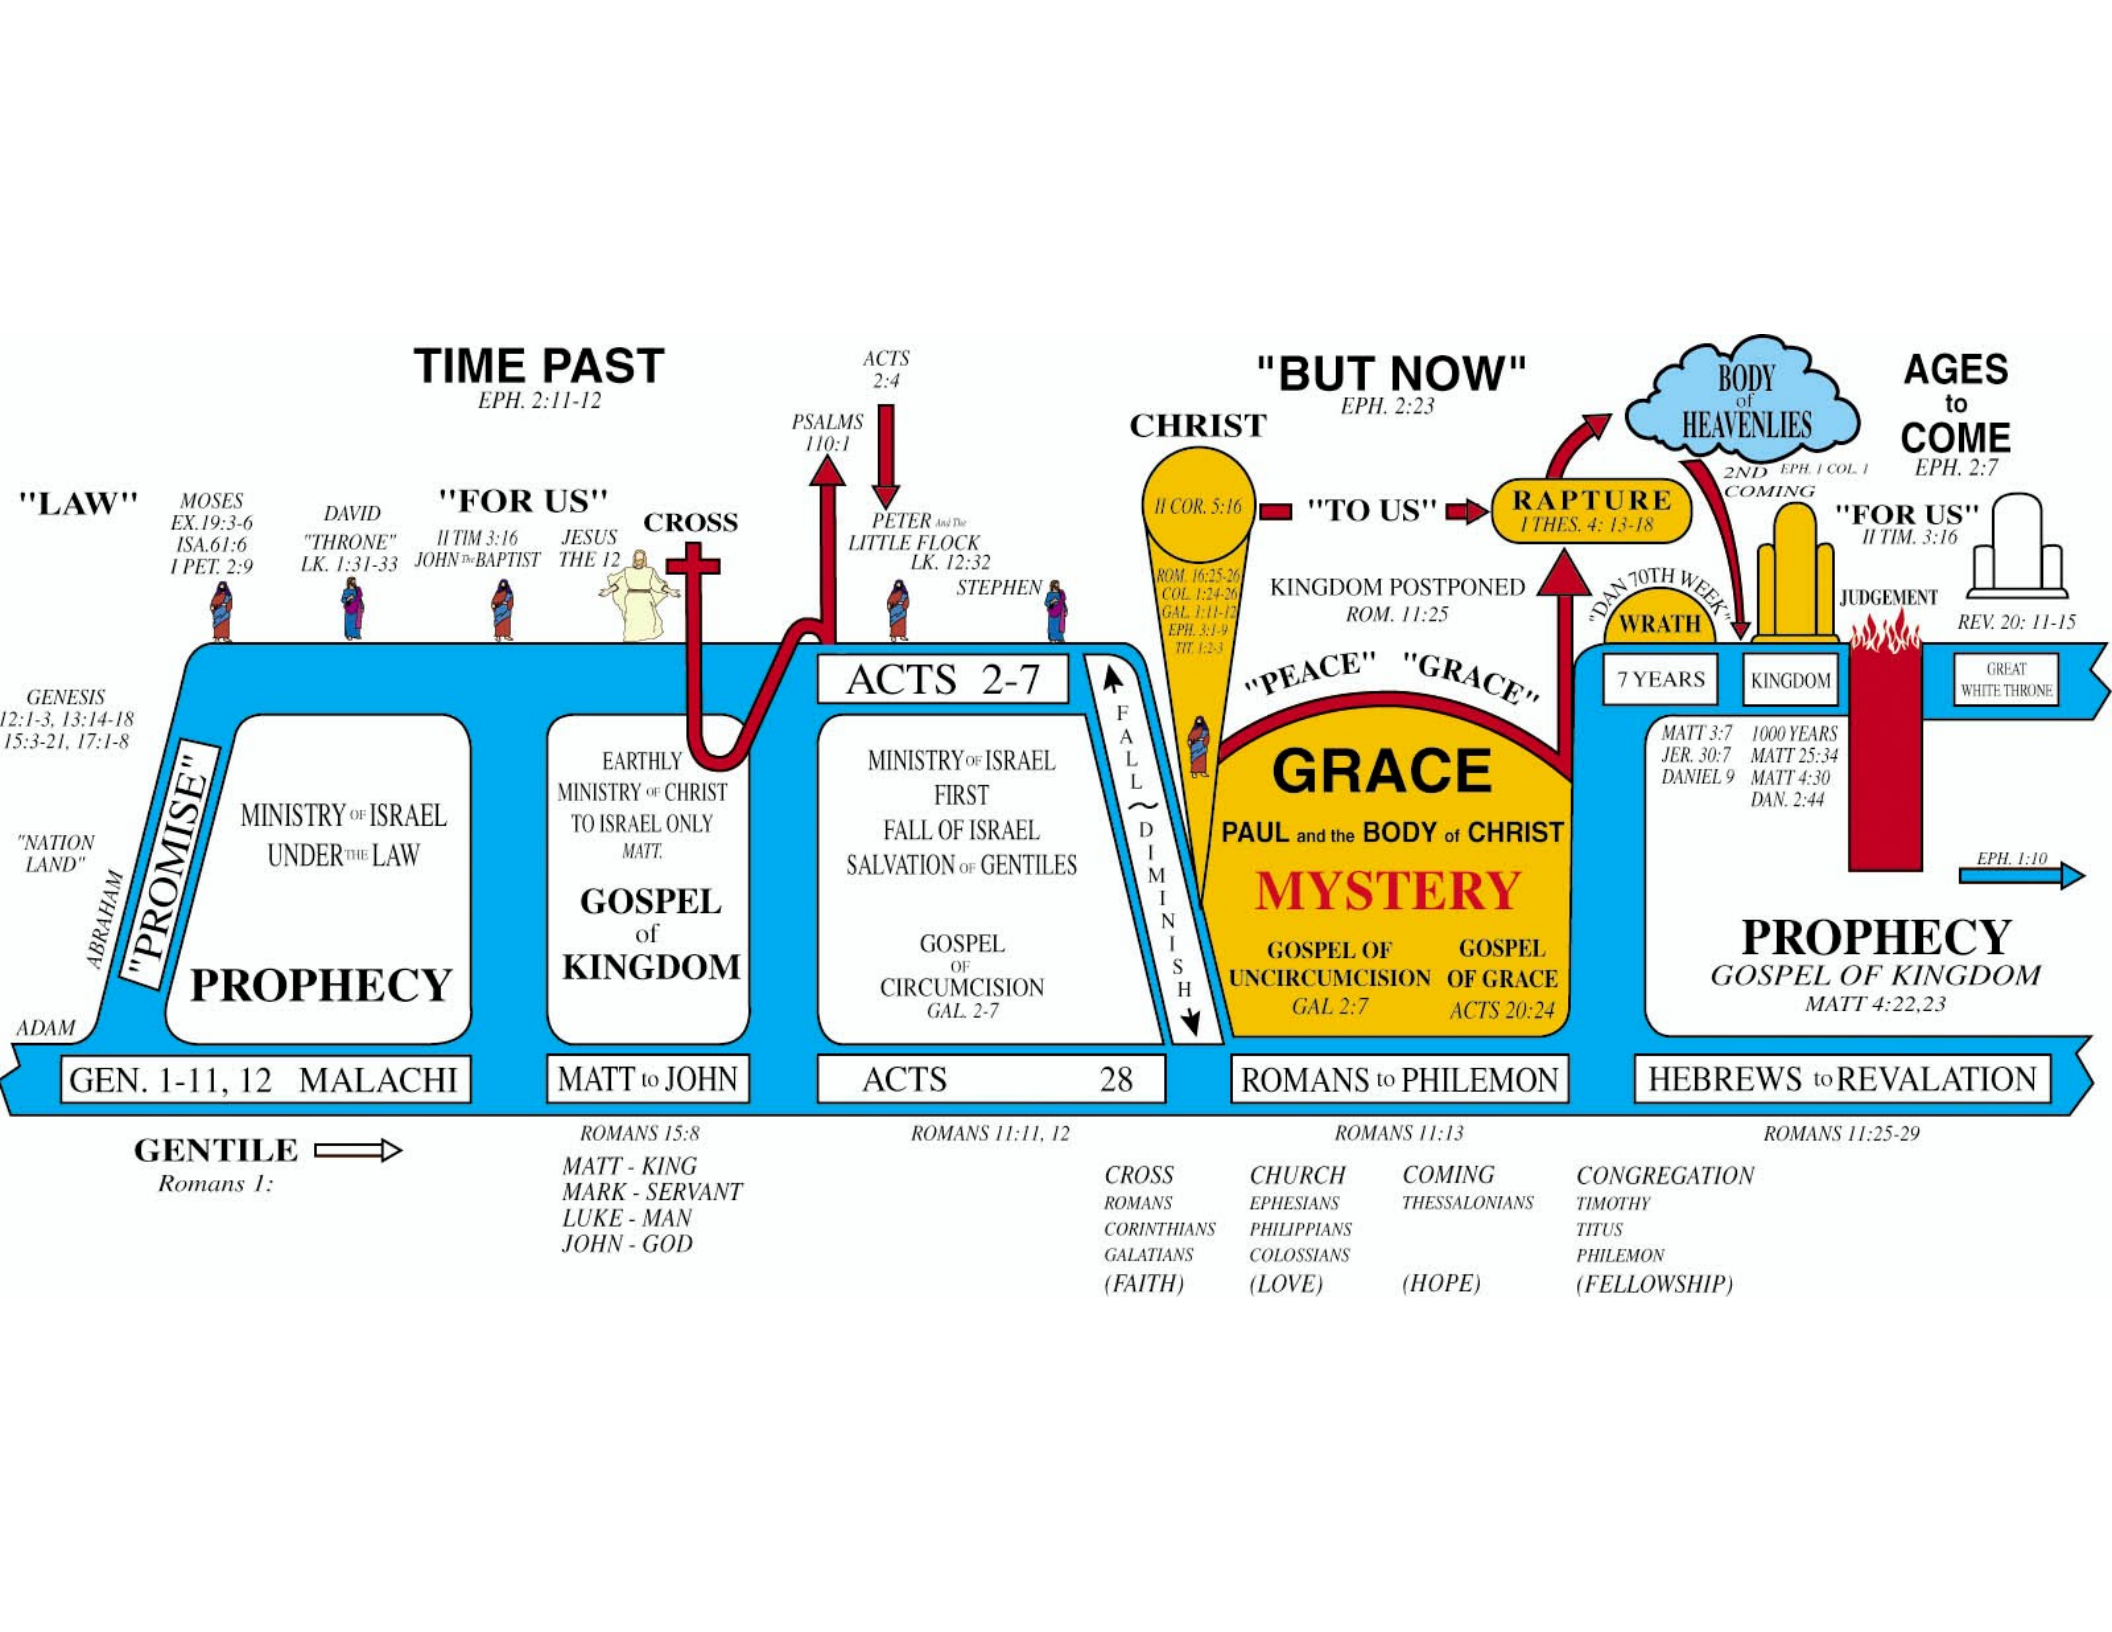 TIME PAST
EPH. 2:11-12
"LAW"
MOSES
EX.19:3-6
ISA.61:6
I PET. 2:9
DAVID
"THRONE"
LK. 1:31-33
"FOR US"
II TIM 3:16
JOHN The BAPTIST
JESUS
THE 12
CROSS
PSALMS
110:1
ACTS
2:4
PETER And The
LITTLE FLOCK
LK. 12:32
STEPHEN
CHRIST
II COR. 5:16
ROM. 16:25-26
COL. 1:24-26
GAL. 1:11-12
EPH. 3:1-9
TIT. 1:2-3
"BUT NOW"
EPH. 2:23
"TO US"
RAPTURE
I THES. 4: 13-18
KINGDOM POSTPONED
ROM. 11:25
"PEACE" "GRACE"
BODY
of
HEAVENLIES
EPH. 1 COL. 1
2ND
COMING
AGES
to
COME
EPH. 2:7
"FOR US"
II TIM. 3:16
"DAN 70TH WEEK"
WRATH
JUDGEMENT
REV. 20: 11-15
GENESIS
12:1-3, 13:14-18
15:3-21, 17:1-8
"NATION
LAND"
ABRAHAM
ADAM
"PROMISE"
MINISTRY OF ISRAEL
UNDER THE LAW
PROPHECY
EARTHLY
MINISTRY OF CHRIST
TO ISRAEL ONLY
MATT.
GOSPEL
of
KINGDOM
ACTS 2-7
MINISTRY OF ISRAEL
FIRST
FALL OF ISRAEL
SALVATION OF GENTILES
GOSPEL
OF
CIRCUMCISION
GAL. 2-7
FALL ~ DIMINISH
GRACE
PAUL and the BODY of CHRIST
MYSTERY
GOSPEL OF
UNCIRCUMCISION
GAL 2:7
GOSPEL
OF GRACE
ACTS 20:24
7 YEARS
KINGDOM
GREAT
WHITE THRONE
MATT 3:7
JER. 30:7
DANIEL 9
1000 YEARS
MATT 25:34
MATT 4:30
DAN. 2:44
EPH. 1:10
PROPHECY
GOSPEL OF KINGDOM
MATT 4:22,23
GEN. 1-11, 12 MALACHI
MATT to JOHN
ACTS 28
ROMANS to PHILEMON
HEBREWS to REVALATION
GENTILE
Romans 1:
ROMANS 15:8
MATT - KING
MARK - SERVANT
LUKE - MAN
JOHN - GOD
ROMANS 11:11, 12
ROMANS 11:13
ROMANS 11:25-29
CROSS
ROMANS
CORINTHIANS
GALATIANS
(FAITH)
CHURCH
EPHESIANS
PHILIPPIANS
COLOSSIANS
(LOVE)
COMING
THESSALONIANS
(HOPE)
CONGREGATION
TIMOTHY
TITUS
PHILEMON
(FELLOWSHIP)